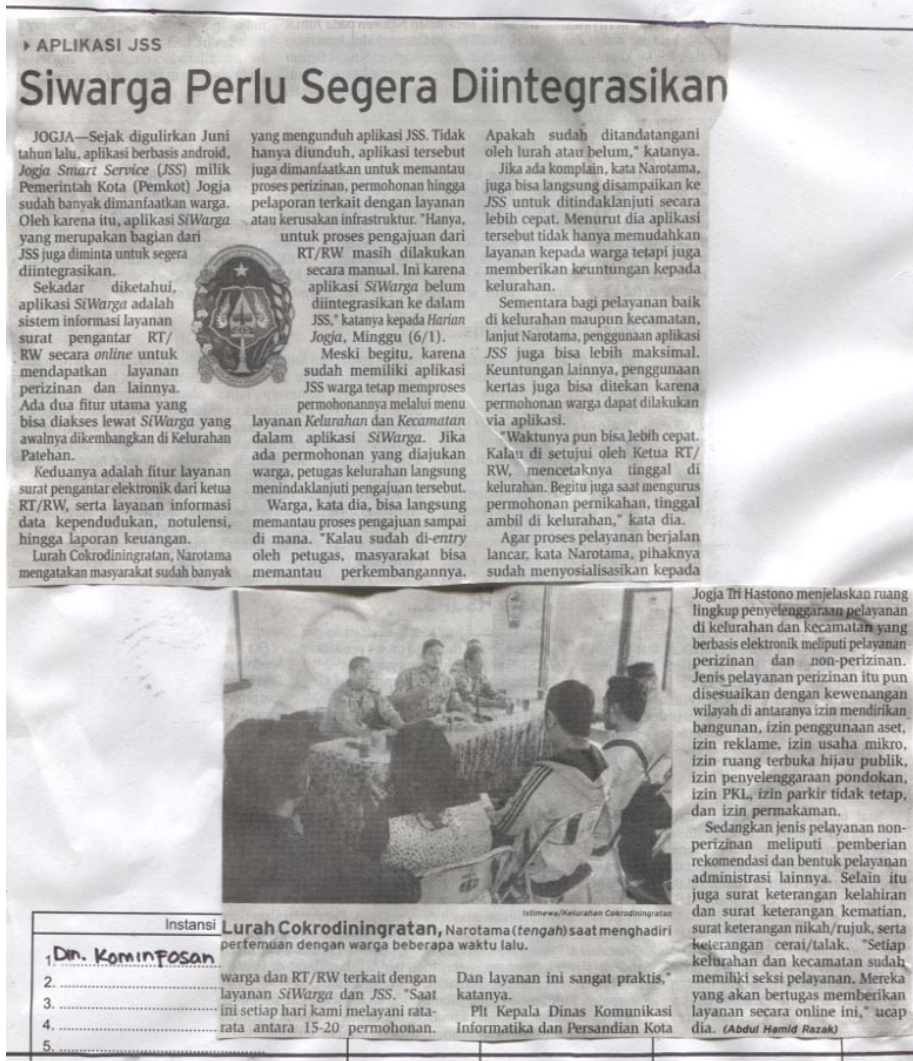 APLIKASI JSS
Siwarga Perlu Segera Diintegrasikan
JOGJA—Sejak digulirkan Juni
tahun lalu, aplikasi berbasis android,
Jogja Smart Service (JSS) milik
Pemerintah Kota (Pemkot) Jogja
sudah banyak dimanfaatkan warga.
Oleh karena itu, aplikasi SiWarga
yang merupakan bagian dari
JSS juga diminta untuk segera
diintegrasikan.
Sekadar diketahui,
aplikasi SiWarga adalah
sistem informasi layanan
surat pengantar RT/
RW secara online untuk
mendapatkan layanan
perizinan dan lainnya.
Ada dua fitur utama yang
bisa diakses lewat SiWarga yang
awalnya dikembangkan di Kelurahan
Patehan.
Keduanya adalah fitur layanan
surat pengantar elektronik dari ketua
RT/RW, serta layanan informasi
data kependudukan, notulensi,
hingga laporan keuangan.
Lurah Cokrodiningratan, Narotama
mengatakan masyarakat sudah banyak
yang mengunduh aplikasi JSS. Tidak
hanya diunduh, aplikasi tersebut
juga dimanfaatkan untuk memantau
proses perizinan, permohonan hingga
pelaporan terkait dengan layanan
atau kerusakan infrastruktur. "Hanya,
untuk proses pengajuan dari
RT/RW masih dilakukan
secara manual. Ini karena
aplikasi SiWarga belum
diintegrasikan ke dalam
JSS," katanya kepada Harian
Jogja, Minggu (6/1).
Meski begitu, karena
sudah memiliki aplikasi
JSS warga tetap memproses
permohonannya melalui menu
layanan Kelurahan dan Kecamatan
dalam aplikasi SiWarga. Jika
ada permohonan yang diajukan
warga, petugas kelurahan langsung
menindaklanjuti pengajuan tersebut.
Warga, kata dia, bisa langsung
memantau proses pengajuan sampai
di mana. "Kalau sudah di-entry
oleh petugas, masyarakat bisa
memantau perkembangannya.
Apakah sudah ditandatangani
oleh lurah atau belum," katanya.
Jika ada komplain, kata Narotama,
juga bisa langsung disampaikan ke
JSS untuk ditindaklanjuti secara
lebih cepat. Menurut dia aplikasi
tersebut tidak hanya memudahkan
layanan kepada warga tetapi juga
memberikan keuntungan kepada
kelurahan.
Sementara bagi pelayanan baik
di kelurahan maupun kecamatan,
lanjut Narotama, penggunaan aplikasi
JSS juga bisa lebih maksimal.
Keuntungan lainnya, penggunaan
kertas juga bisa ditekan karena
permohonan warga dapat dilakukan
via aplikasi.
"Waktunya pun bisa lebih cepat.
Kalau di setujui oleh Ketua RT/
RW, mencetaknya tinggal di
kelurahan. Begitu juga saat mengurus
permohonan pernikahan, tinggal
ambil di kelurahan," kata dia.
Agar proses pelayanan berjalan
lancar, kata Narotama, pihaknya
sudah menyosialisasikan kepada
Istimewa/Kelurahan Cokrodiningratan
Lurah Cokrodiningratan, Narotama (tengah) saat menghadiri
pertemuan dengan warga beberapa waktu lalu.
warga dan RT/RW terkait dengan
layanan SiWarga dan JSS. "Saat
ini setiap hari kami melayani rata-
rata antara 15-20 permohonan.
Dan layanan ini sangat praktis,"
katanya.
Plt Kepala Dinas Komunikasi
Informatika dan Persandian Kota
Jogja Tri Hastono menjelaskan ruang
lingkup penyelenggaraan pelayanan
di kelurahan dan kecamatan yang
berbasis elektronik meliputi pelayanan
perizinan dan non-perizinan.
Jenis pelayanan perizinan itu pun
disesuaikan dengan kewenangan
wilayah di antaranya izin mendirikan
bangunan, izin penggunaan aset,
izin reklame, izin usaha mikro,
izin ruang terbuka hijau publik,
izin penyelenggaraan pondokan,
izin PKL, izin parkir tidak tetap,
dan izin permakaman.
Sedangkan jenis pelayanan non-
perizinan meliputi pemberian
rekomendasi dan bentuk pelayanan
administrasi lainnya. Selain itu
juga surat keterangan kelahiran
dan surat keterangan kematian,
surat keterangan nikah/rujuk, serta
keterangan cerai/talak. "Setiap
kelurahan dan kecamatan sudah
memiliki seksi pelayanan. Mereka
yang akan bertugas memberikan
layanan secara online ini," ucap
dia. (Abdul Hamid Razak)
Instansi
1. Din. Kominfosan
2.
3.
4.
5.